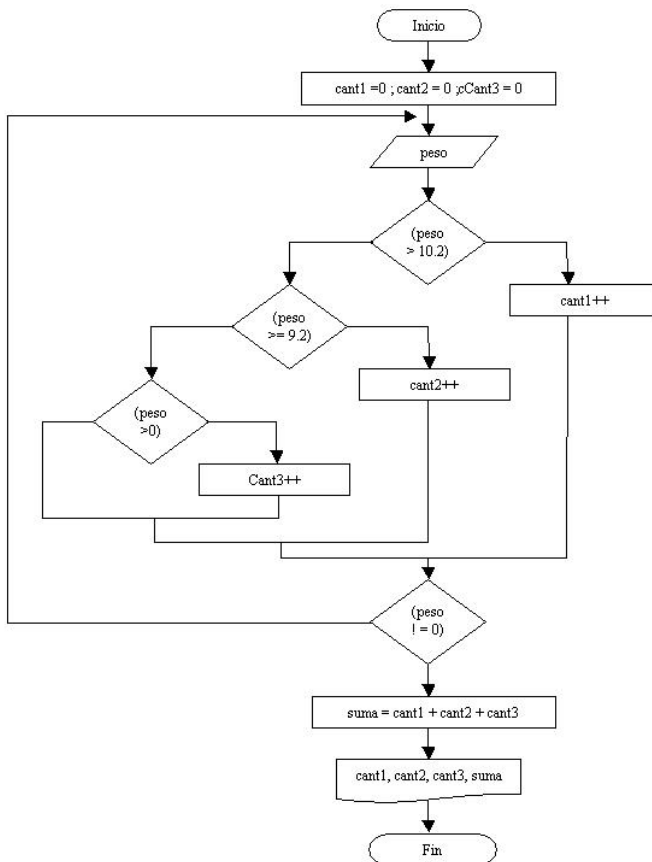 Inicio
cant1 =0 ; cant2 = 0 ;cCant3 = 0
peso
(peso
> 10.2)
cant1++
(peso
>= 9.2)
cant2++
(peso
>0)
Cant3++
(peso
! = 0)
suma = cant1 + cant2 + cant3
cant1, cant2, cant3, suma
Fin